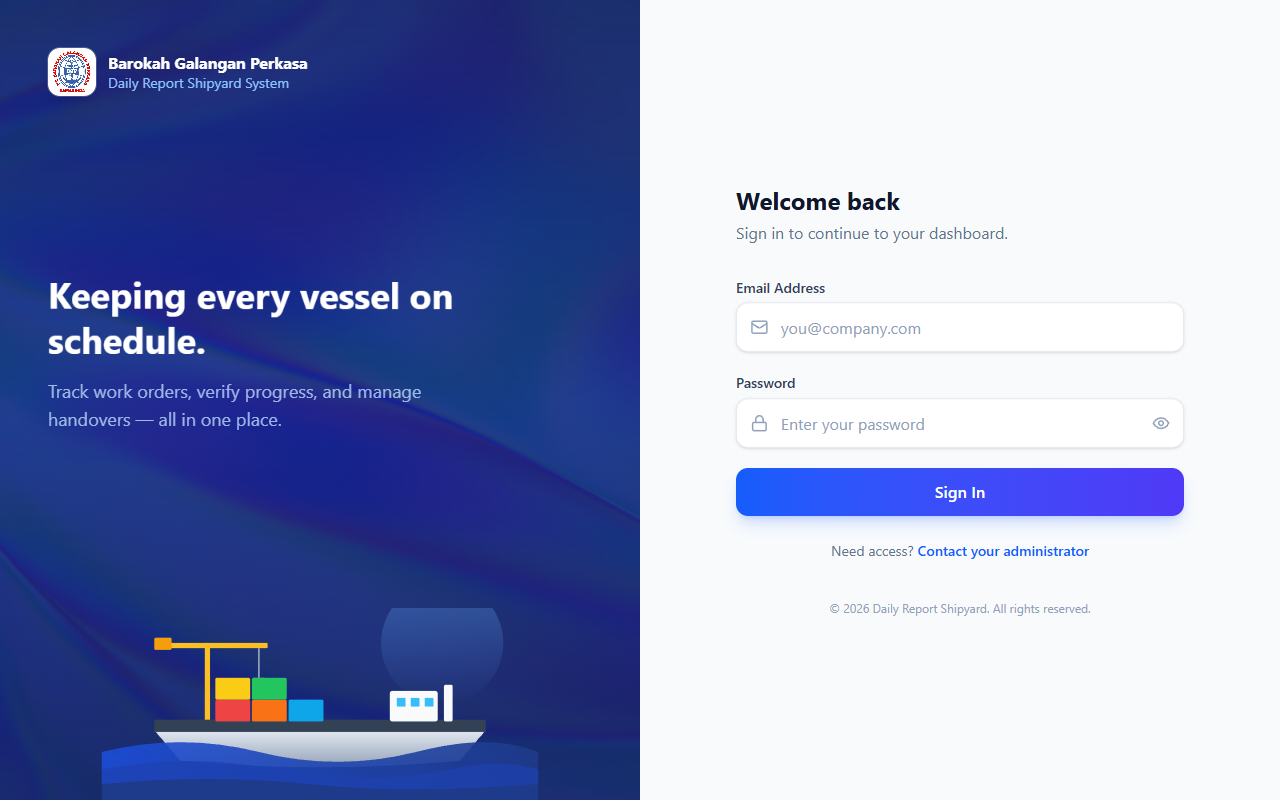 Barokah Galangan Perkasa
Daily Report Shipyard System
Keeping every vessel on
schedule.
Track work orders, verify progress, and manage
handovers — all in one place.
Welcome back
Sign in to continue to your dashboard.
Email Address
you@company.com
Password
Enter your password
Sign In
Need access? Contact your administrator
© 2026 Daily Report Shipyard. All rights reserved.